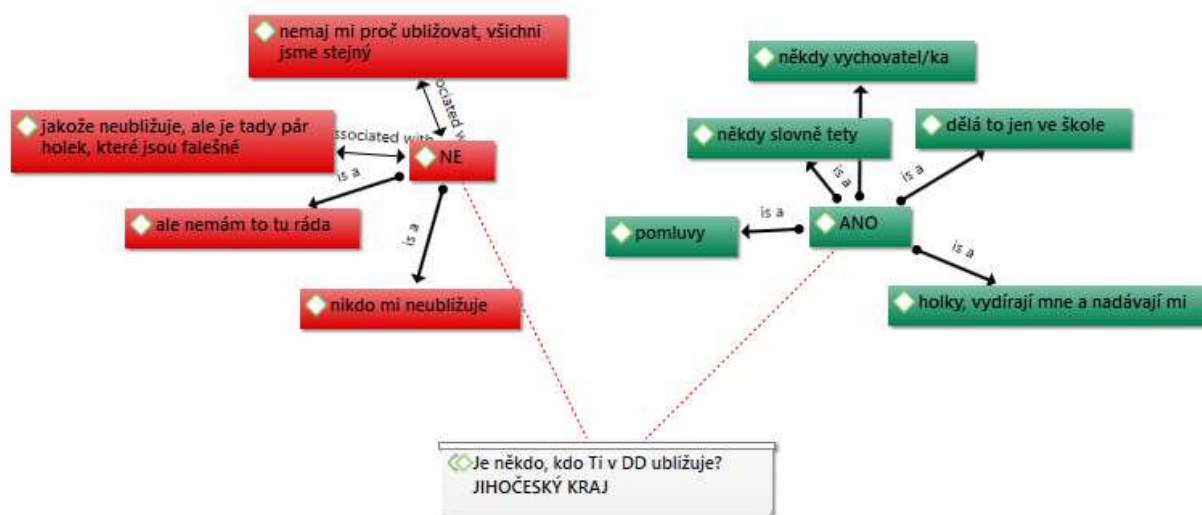 nemaj mi proč ubližovat, všichni
jsme stejný
jakože neubližuje, ale je tady pár
holek, které jsou falešné
ale nemám to tu ráda
nikdo mi neubližuje
NE
ociated w
ssociated with
is a
is a
někdy vychovatel/ka
někdy slovně tety
dělá to jen ve škole
pomluvy
ANO
holky, vydírají mne a nadávají mi
is a
is a
is a
is a
Je někdo, kdo Ti v DD ubližuje?
JIHOČESKÝ KRAJ